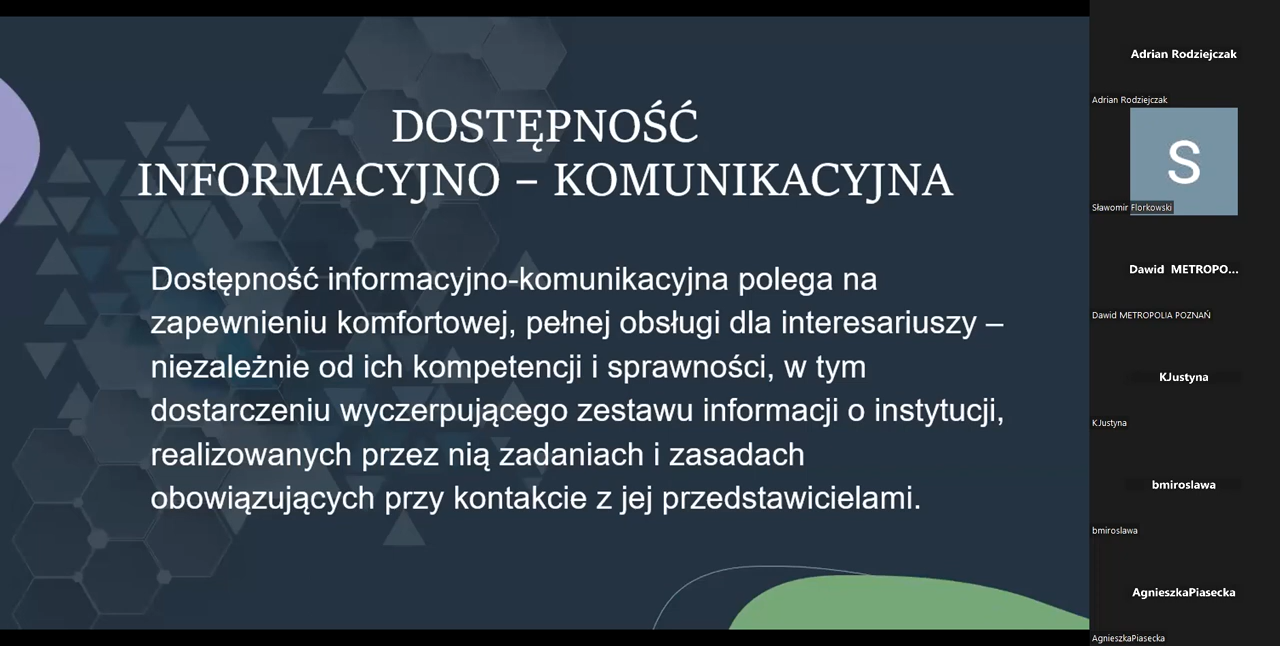 DOSTĘPNOŚĆ
INFORMACYJNO – KOMUNIKACYJNA
Dostępność informacyjno-komunikacyjna polega na
zapewnieniu komfortowej, pełnej obsługi dla interesariuszy –
niezależnie od ich kompetencji i sprawności, w tym
dostarczeniu wyczerpującego zestawu informacji o instytucji,
realizowanych przez nią zadaniach i zasadach
obowiązujących przy kontakcie z jej przedstawicielami.
Adrian Rodziejczak
Adrian Rodziejczak
S
Sławomir Florkowski
Dawid METROPO...
Dawid METROPOLIA POZNAŃ
KJustyna
KJustyna
bmiroslawa
bmiroslawa
AgnieszkaPiasecka
AgnieszkaPiasecka